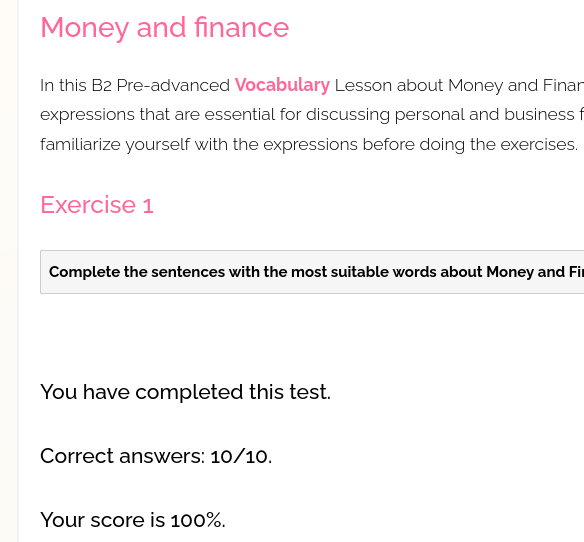 Money and finance
In this B2 Pre-advanced Vocabulary Lesson about Money and Finan
expressions that are essential for discussing personal and business f
familiarize yourself with the expressions before doing the exercises.
Exercise 1
Complete the sentences with the most suitable words about Money and Fi
You have completed this test.
Correct answers: 10/10.
Your score is 100%.